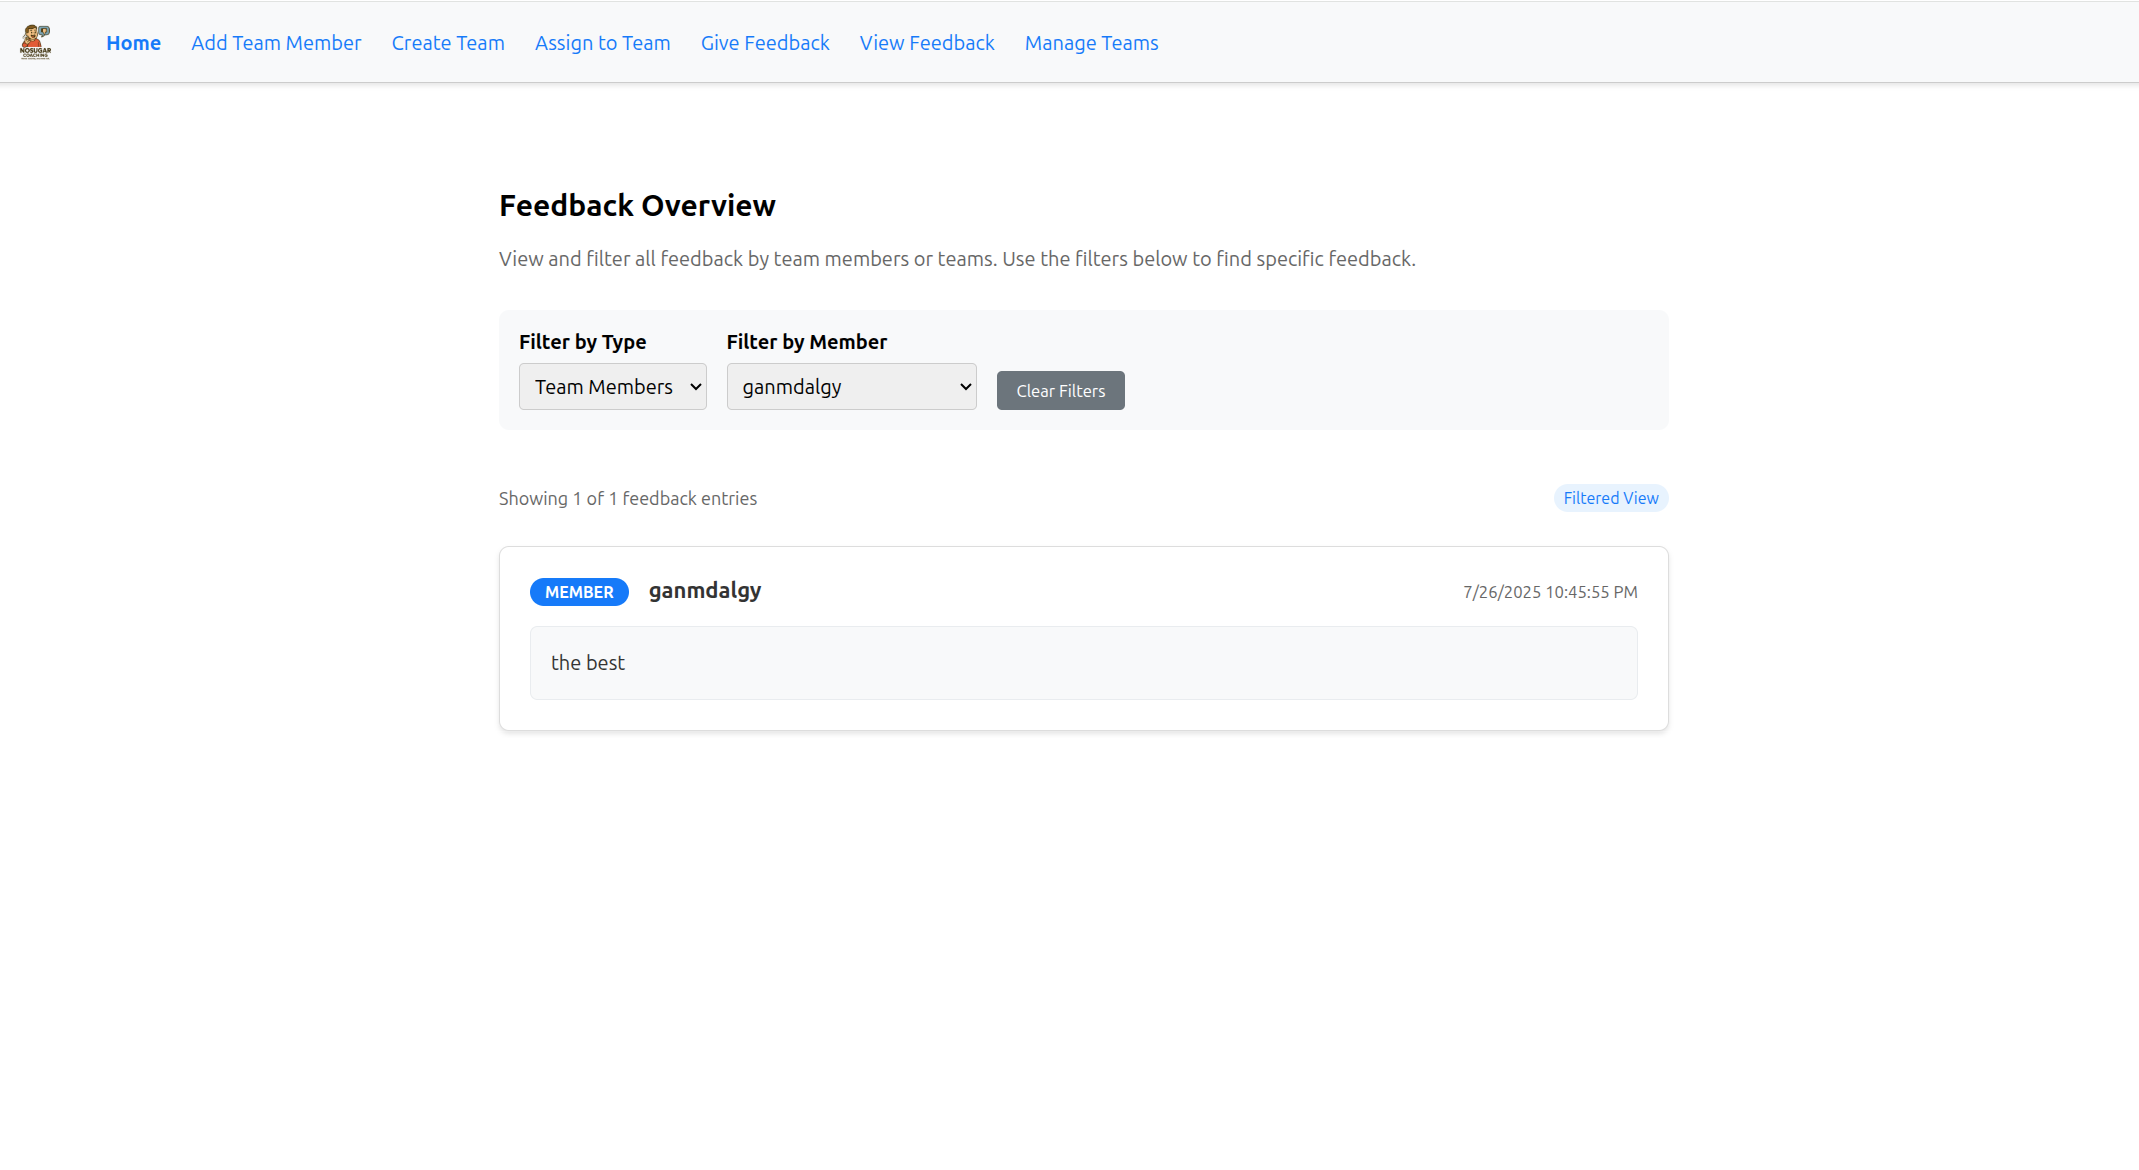 NOSUGAR
COACHING
Home Add Team Member Create Team Assign to Team Give Feedback View Feedback Manage Teams
Feedback Overview
View and filter all feedback by team members or teams. Use the filters below to find specific feedback.
Filter by Type Filter by Member
Team Members ganmdalgy Clear Filters
Showing 1 of 1 feedback entries Filtered View
MEMBER ganmdalgy 7/26/2025 10:45:55 PM
the best